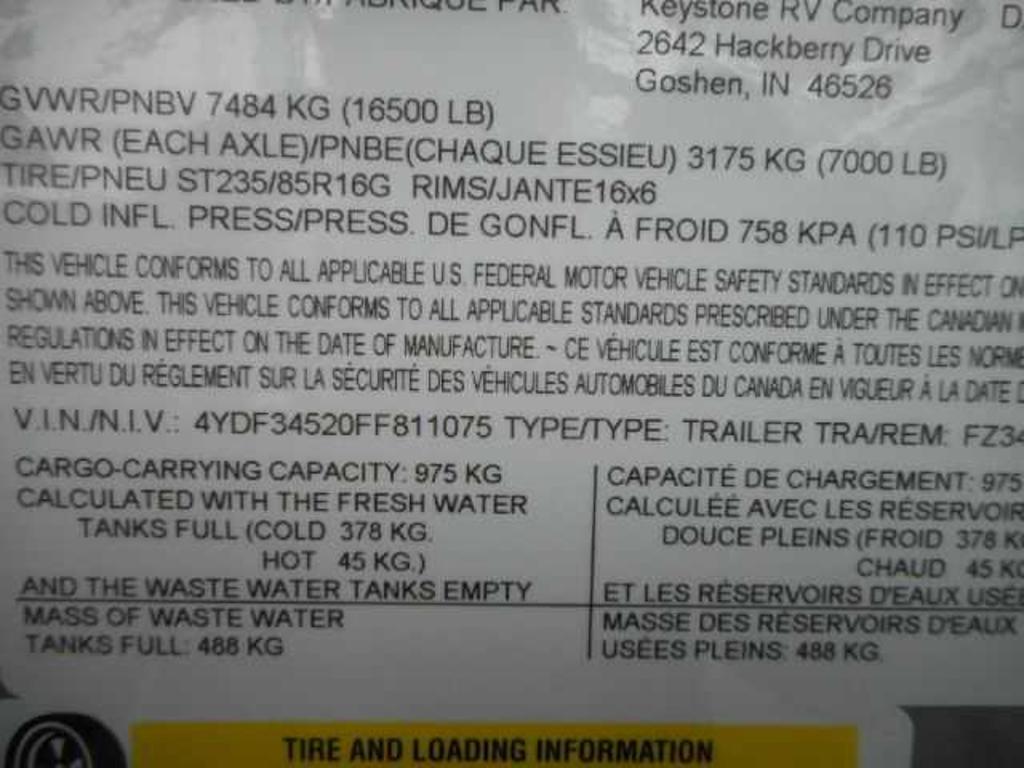 FABRIQUÉ PAR: Keystone RV Company
2642 Hackberry Drive
Goshen, IN 46526
GVWR/PNBV 7484 KG (16500 LB)
GAWR (EACH AXLE)/PNBE(CHAQUE ESSIEU) 3175 KG (7000 LB)
TIRE/PNEU ST235/85R16G RIMS/JANTE16x6
COLD INFL. PRESS/PRESS. DE GONFL. À FROID 758 KPA (110 PSI/LP
THIS VEHICLE CONFORMS TO ALL APPLICABLE U.S. FEDERAL MOTOR VEHICLE SAFETY STANDARDS IN EFFECT ON
SHOWN ABOVE. THIS VEHICLE CONFORMS TO ALL APPLICABLE STANDARDS PRESCRIBED UNDER THE CANADIAN
REGULATIONS IN EFFECT ON THE DATE OF MANUFACTURE. ~ CE VÉHICULE EST CONFORME À TOUTES LES NORME
EN VERTU DU RÉGLEMENT SUR LA SÉCURITÉ DES VÉHICULES AUTOMOBILES DU CANADA EN VIGUEUR À LA DATE D
V.I.N./N.I.V.: 4YDF34520FF811075 TYPE/TYPE: TRAILER TRA/REM: FZ34
CARGO-CARRYING CAPACITY: 975 KG
CALCULATED WITH THE FRESH WATER
TANKS FULL (COLD 378 KG.
HOT 45 KG.)
AND THE WASTE WATER TANKS EMPTY
MASS OF WASTE WATER
TANKS FULL: 488 KG
CAPACITÉ DE CHARGEMENT: 975
CALCULÉÉ AVEC LES RÉSERVOIR
DOUCE PLEINS (FROID 378 KG
CHAUD 45 KG
ET LES RÉSERVOIRS D'EAUX USÉE
MASSE DES RÉSERVOIRS D'EAUX
USÉES PLEINS: 488 KG.
TIRE AND LOADING INFORMATION